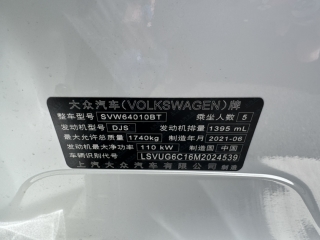 大众汽车(VOLKSWAGEN)牌
整车型号 SVW64010BT 乘坐人数 5
发动机型号 DJS 发动机排量 1395 mL
最大允许总质量 1740kg 制造年月 2021-06
发动机最大净功率 110 kW 制造国 中国
车辆识别代号 LSVUG6C16M2024539
上汽大众汽车有限公司 制造